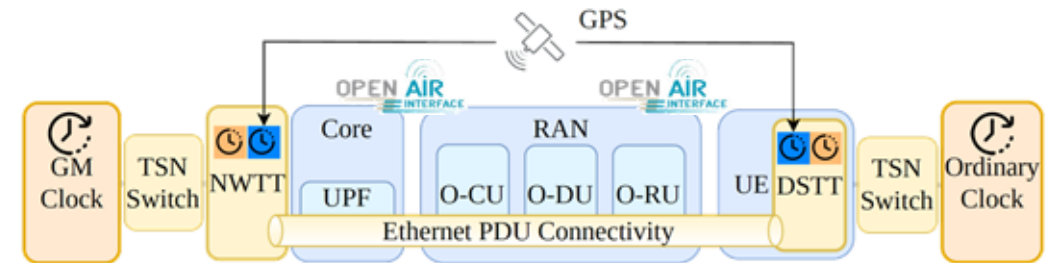 GPS
OPEN AIR
INTERFACE
OPEN AIR
INTERFACE
GM
Clock
TSN
Switch
NWTT
Core
UPF
RAN
O-CU
O-DU
O-RU
UE
DSTT
TSN
Switch
Ordinary
Clock
Ethernet PDU Connectivity